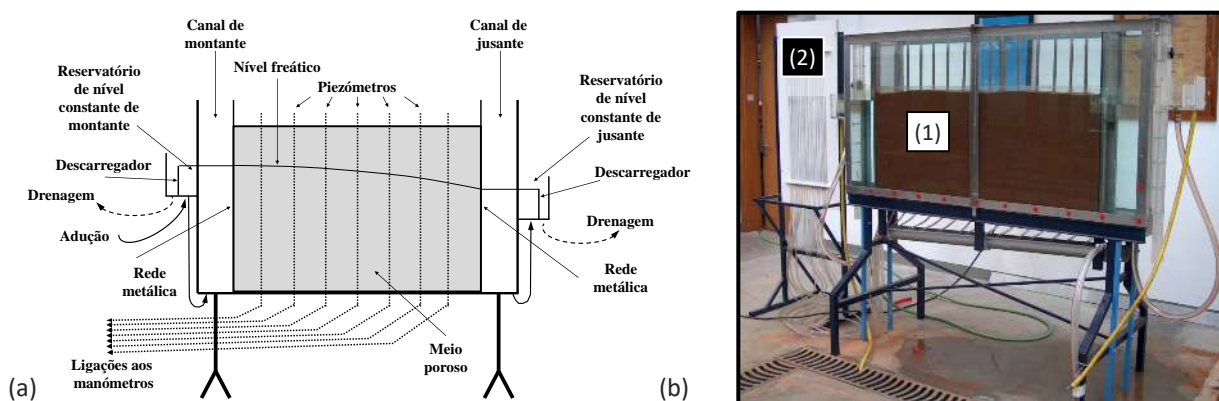 Canal de
montante
Canal de
jusante
Nível freático
Reservatório
de nível
constante de
montante
Piezómetros
Reservatório
de nível
constante de
jusante
Descarregador
Descarregador
Drenagem
Drenagem
Adução
Rede
metálica
Rede
metálica
Ligações aos
manómetros
Meio
poroso
(a)
(b)
(2)
(1)